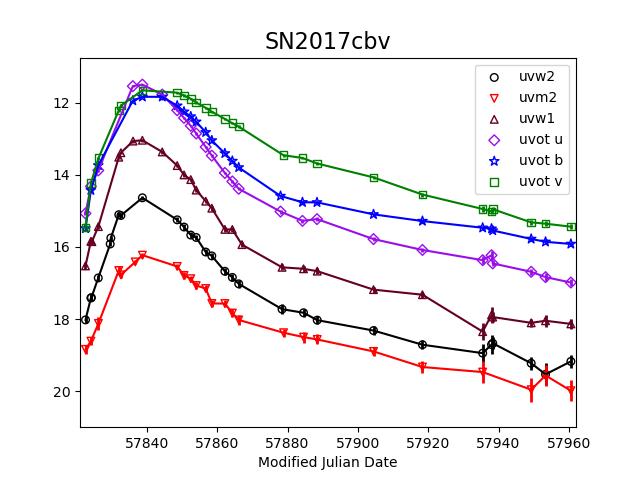 SN2017cbv
uvw2
uvm2
uvw1
uvot u
uvot b
uvot v
12
14
16
18
20
57840 57860 57880 57900 57920 57940 57960
Modified Julian Date